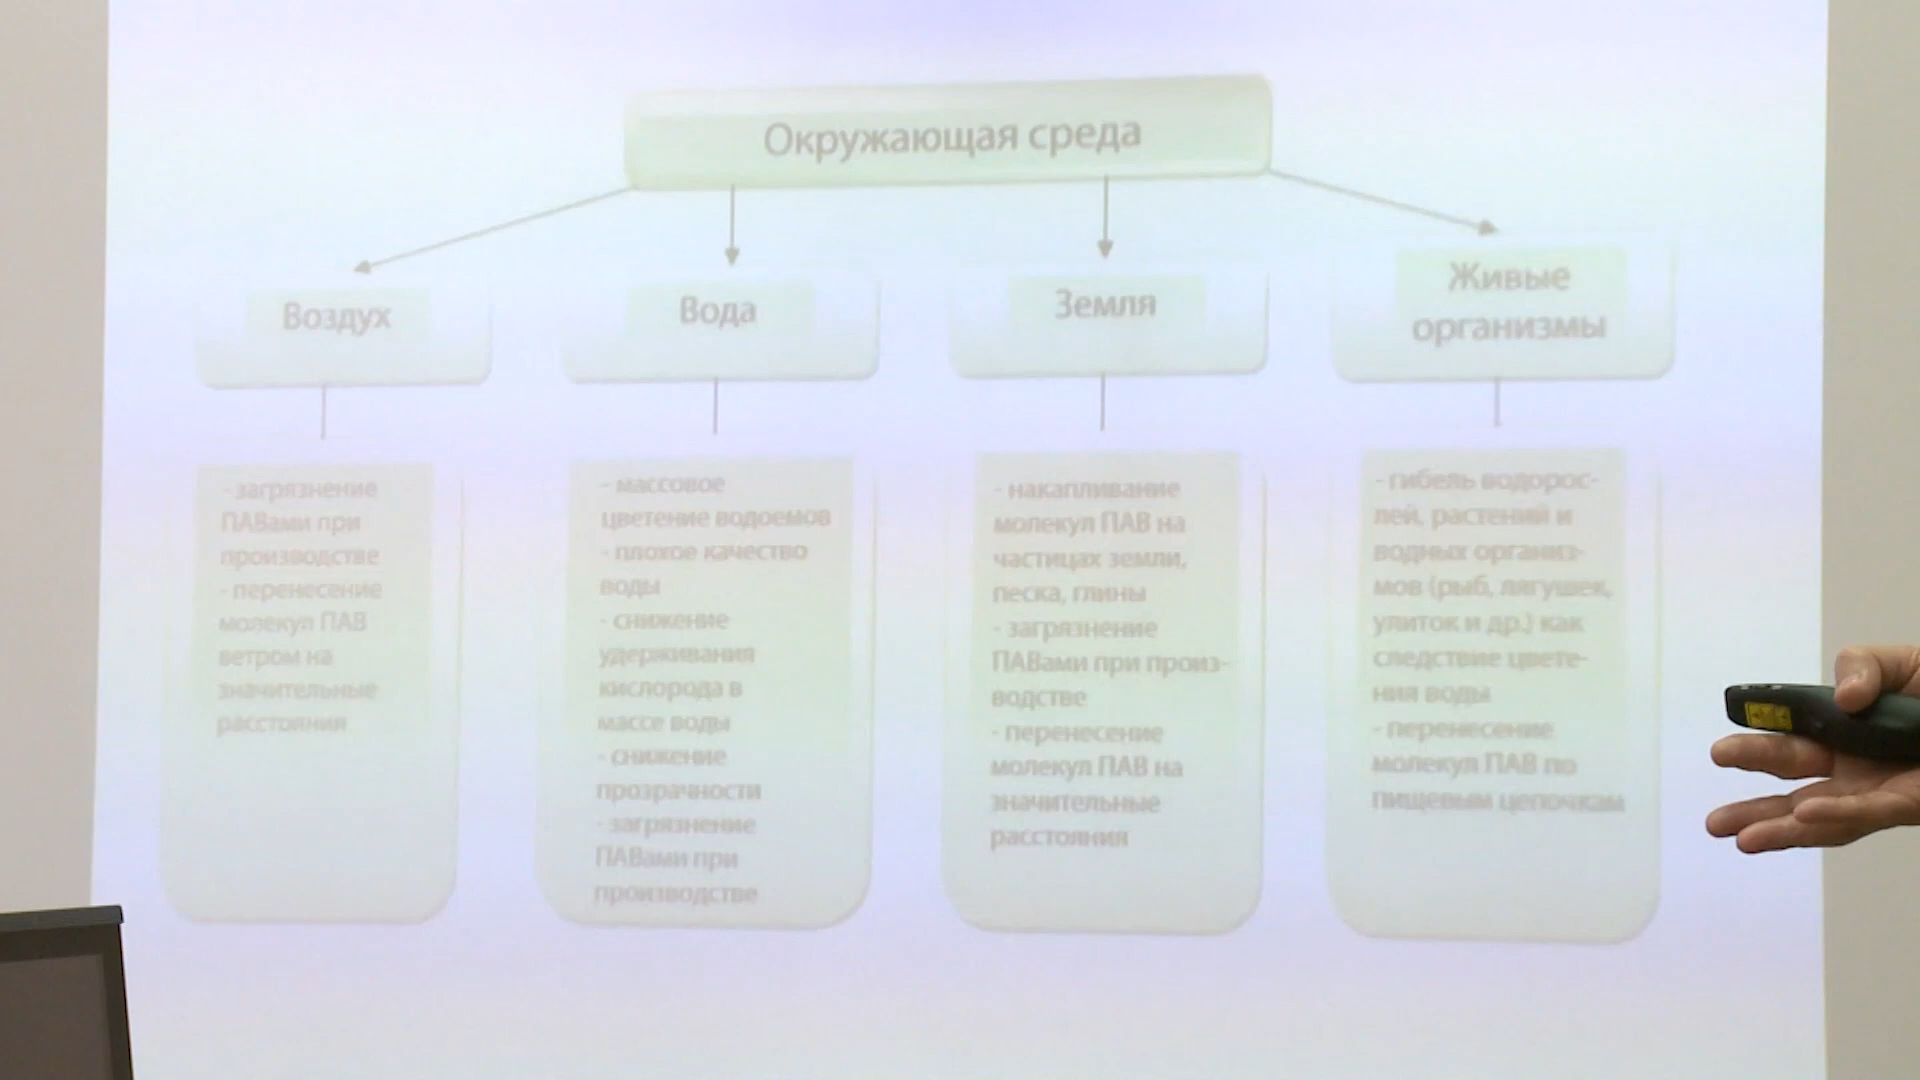 Окружающая среда
Воздух
Вода
Земля
Живые
организмы
- загрязнение
ПАВами при
производстве
- перенесение
молекул ПАВ
ветром на
значительные
расстояния
- массовое
цветение водоемов
- плохое качество
воды
- снижение
удерживания
кислорода в
массе воды
- снижение
прозрачности
- загрязнение
ПАВами при
производстве
- накапливание
молекул ПАВ на
частицах земли,
песка, глины
- загрязнение
ПАВами при произ-
водстве
- перенесение
молекул ПАВ на
значительные
расстояния
- гибель водорос-
лей, растений и
водных организ-
мов (рыб, лягушек,
улиток и др.) как
следствие цвете-
ния воды
- перенесение
молекул ПАВ по
пищевым цепочкам